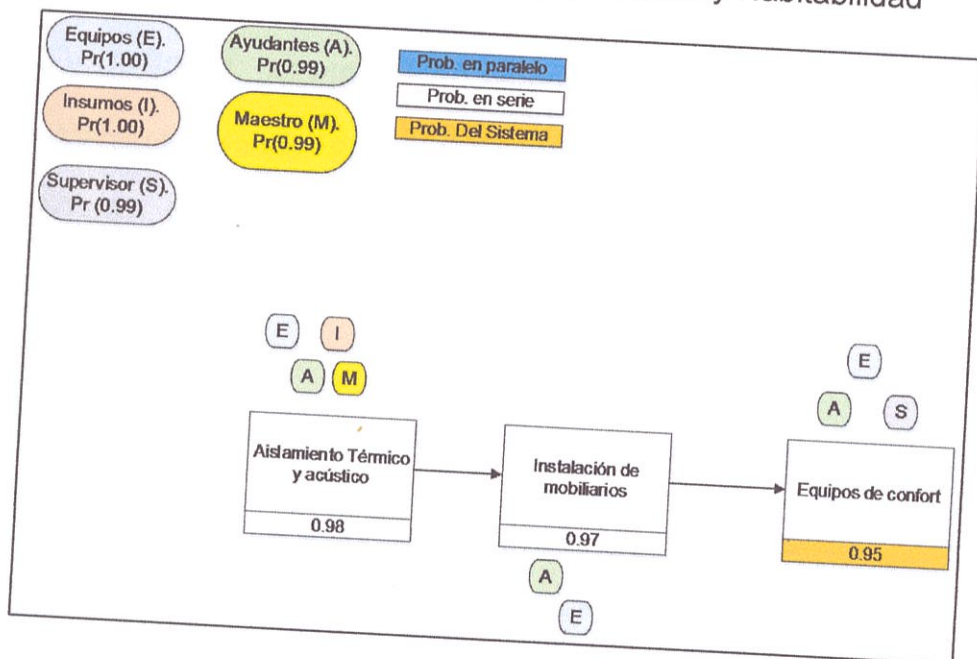 y Habitabilidad
Equipos (E).
Pr(1.00)
Ayudantes (A).
Pr(0.99)
Prob. en paralelo
Prob. en serie
Prob. Del Sistema
Insumos (I).
Pr(1.00)
Maestro (M).
Pr(0.99)
Supervisor (S).
Pr (0.99)
E
I
A
M
E
A
S
Aislamiento Térmico
y acústico
0.98
Instalación de
mobiliarios
0.97
Equipos de confort
0.95
A
E